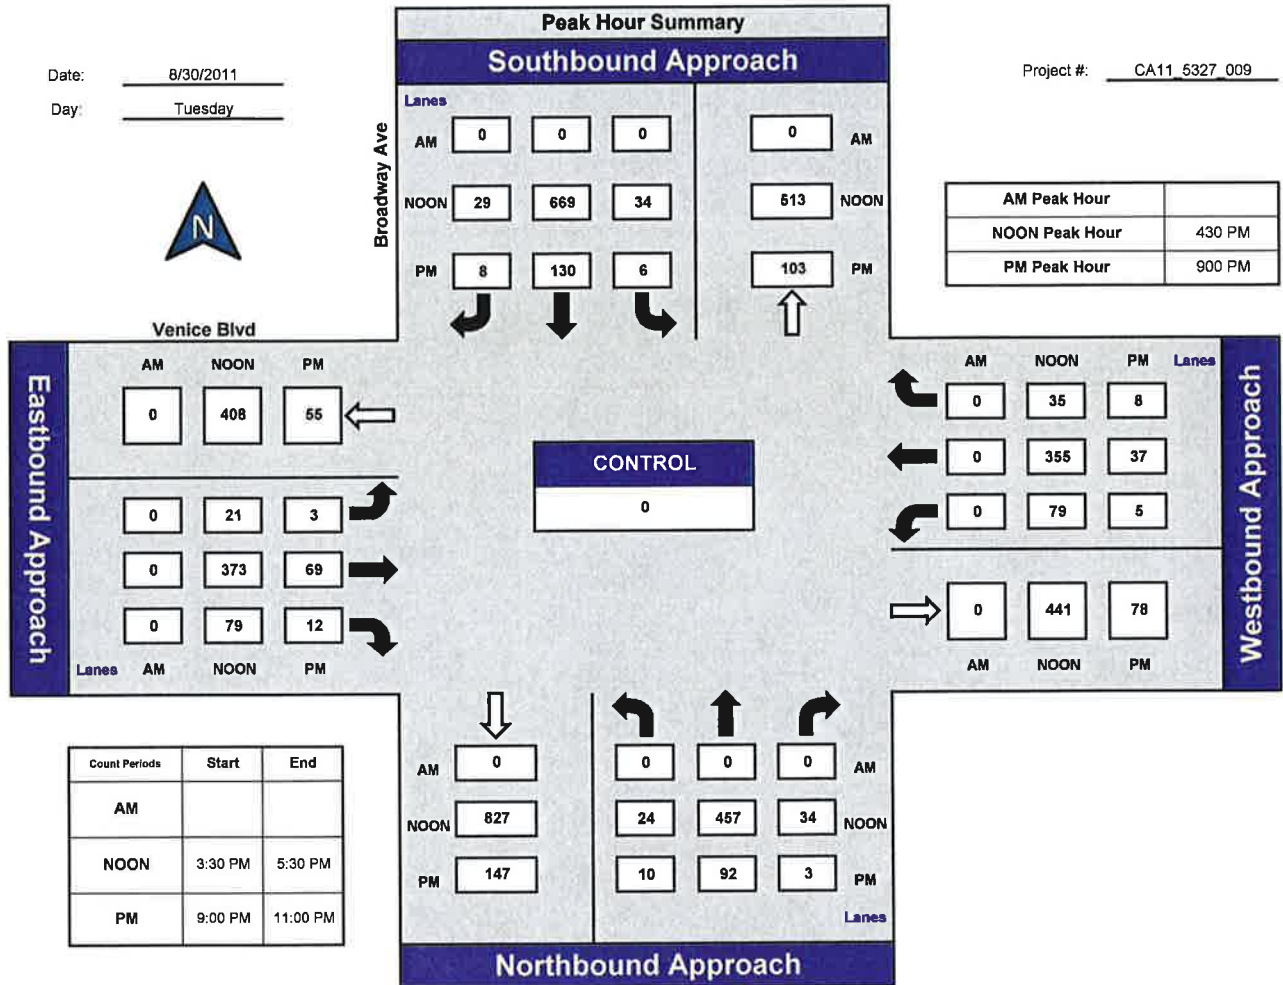 Peak Hour Summary
Southbound Approach
Date: 8/30/2011
Day: Tuesday
Project #: CA11_5327_009
Broadway Ave
Lanes
AM 0 0 0 0 AM
NOON 29 669 34 513 NOON
PM 8 130 6 103 PM
N
AM Peak Hour
NOON Peak Hour 430 PM
PM Peak Hour 900 PM
Venice Blvd
Eastbound Approach
AM NOON PM
0 408 55
0 21 3
0 373 69
0 79 12
Lanes AM NOON PM
CONTROL
0
Westbound Approach
AM NOON PM Lanes
0 35 8
0 355 37
0 79 5
0 441 78
AM NOON PM
Count Periods Start End
AM
NOON 3:30 PM 5:30 PM
PM 9:00 PM 11:00 PM
AM 0 0 0 0 AM
NOON 827 24 457 34 NOON
PM 147 10 92 3 PM
Lanes
Northbound Approach